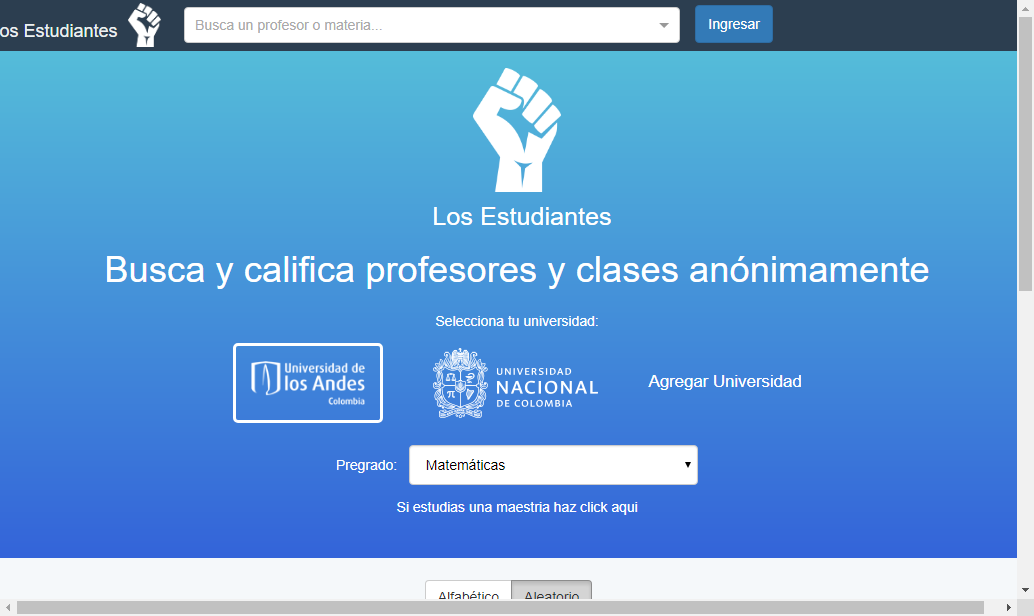 os Estudiantes
Busca un profesor o materia...
Ingresar
Los Estudiantes
Busca y califica profesores y clases anónimamente
Selecciona tu universidad:
Universidad de
los Andes
Colombia
UNIVERSIDAD
NACIONAL
DE COLOMBIA
Agregar Universidad
Pregrado:
Matemáticas
Si estudias una maestria haz click aqui
Alfabético
Aleatorio